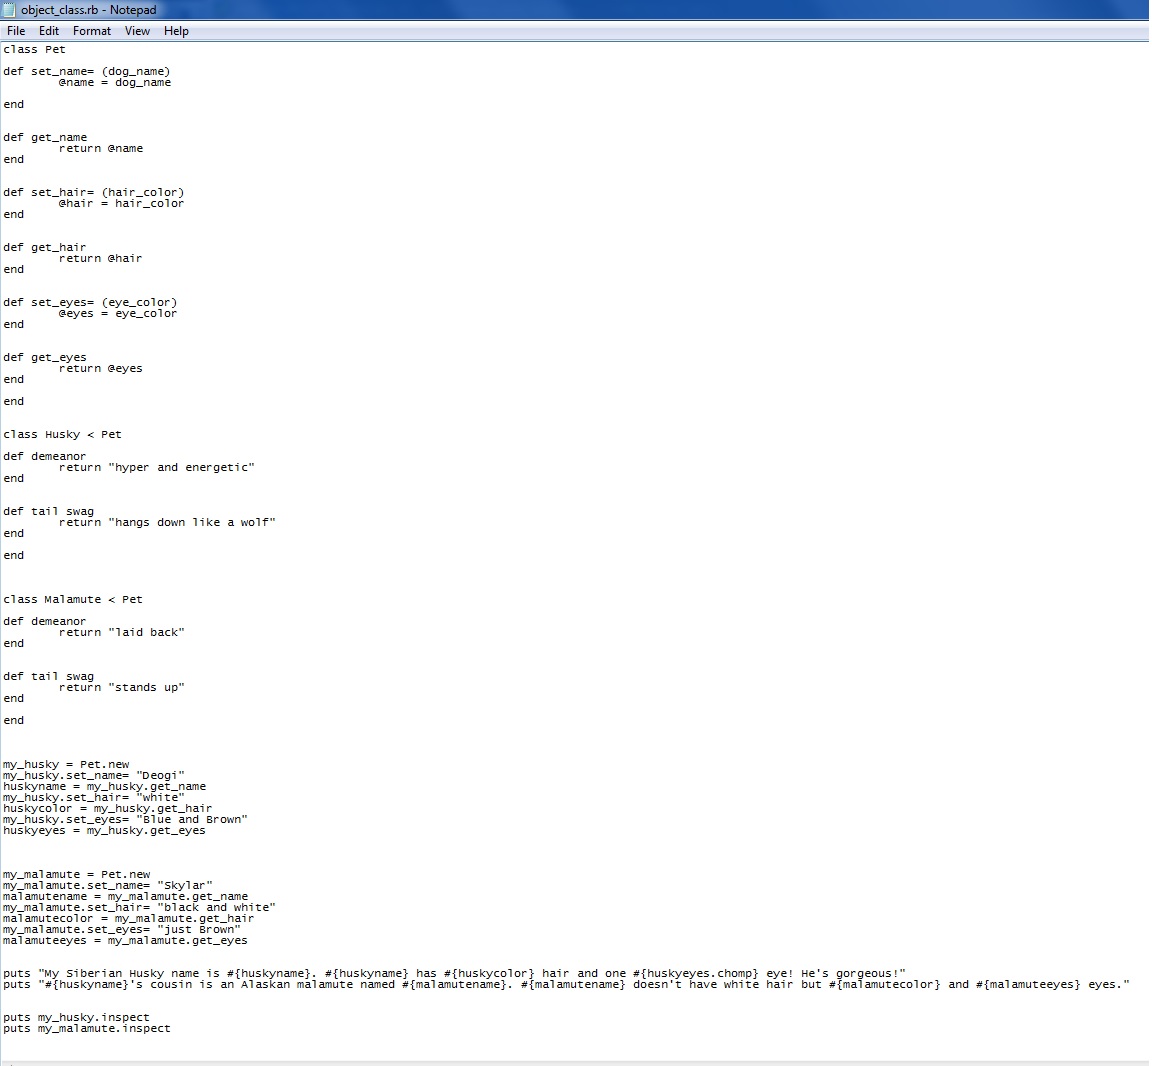 object_class.rb - Notepad
File Edit Format View Help
class Pet
def set_name= (dog_name)
@name = dog_name
end
def get_name
return @name
end
def set_hair= (hair_color)
@hair = hair_color
end
def get_hair
return @hair
end
def set_eyes= (eye_color)
@eyes = eye_color
end
def get_eyes
return @eyes
end
end
class Husky < Pet
def demeanor
return "hyper and energetic"
end
def tail swag
return "hangs down like a wolf"
end
end
class Malamute < Pet
def demeanor
return "laid back"
end
def tail swag
return "stands up"
end
end
my_husky = Pet.new
my_husky.set_name= "Deogi"
huskyname = my_husky.get_name
my_husky.set_hair= "white"
huskycolor = my_husky.get_hair
my_husky.set_eyes= "Blue and Brown"
huskyeyes = my_husky.get_eyes
my_malamute = Pet.new
my_malamute.set_name= "Skylar"
malamutename = my_malamute.get_name
my_malamute.set_hair= "black and white"
malamutecolor = my_malamute.get_hair
my_malamute.set_eyes= "just Brown"
malamuteeyes = my_malamute.get_eyes
puts "My Siberian Husky name is #{huskyname}. #{huskyname} has #{huskycolor} hair and one #{huskyeyes.chomp} eye! He's gorgeous!"
puts "#{huskyname}'s cousin is an Alaskan malamute named #{malamutename}. #{malamutename} doesn't have white hair but #{malamutecolor} and #{malamuteeyes} eyes."
puts my_husky.inspect
puts my_malamute.inspect